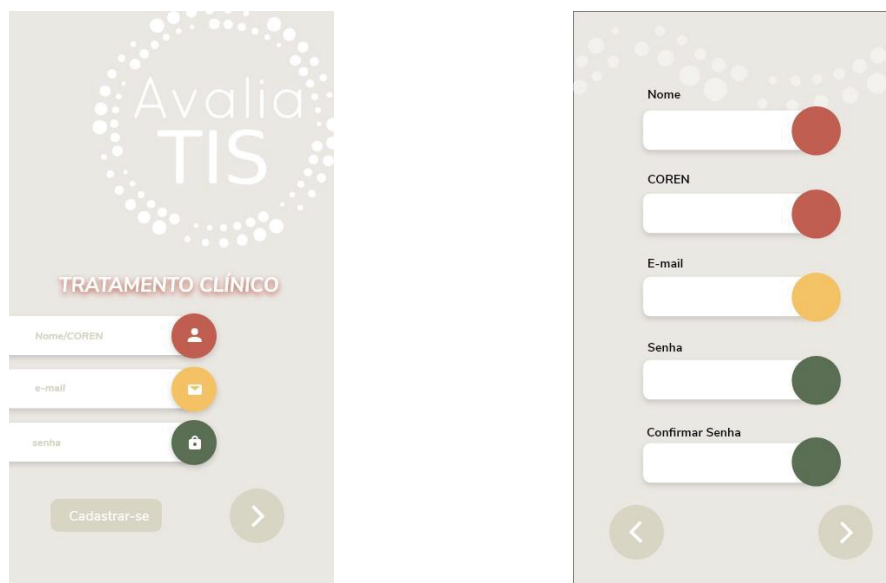 Avalia
TIS
TRATAMENTO CLÍNICO
Nome/COREN
e-mail
senha
Cadastrar-se
Nome
COREN
E-mail
Senha
Confirmar Senha